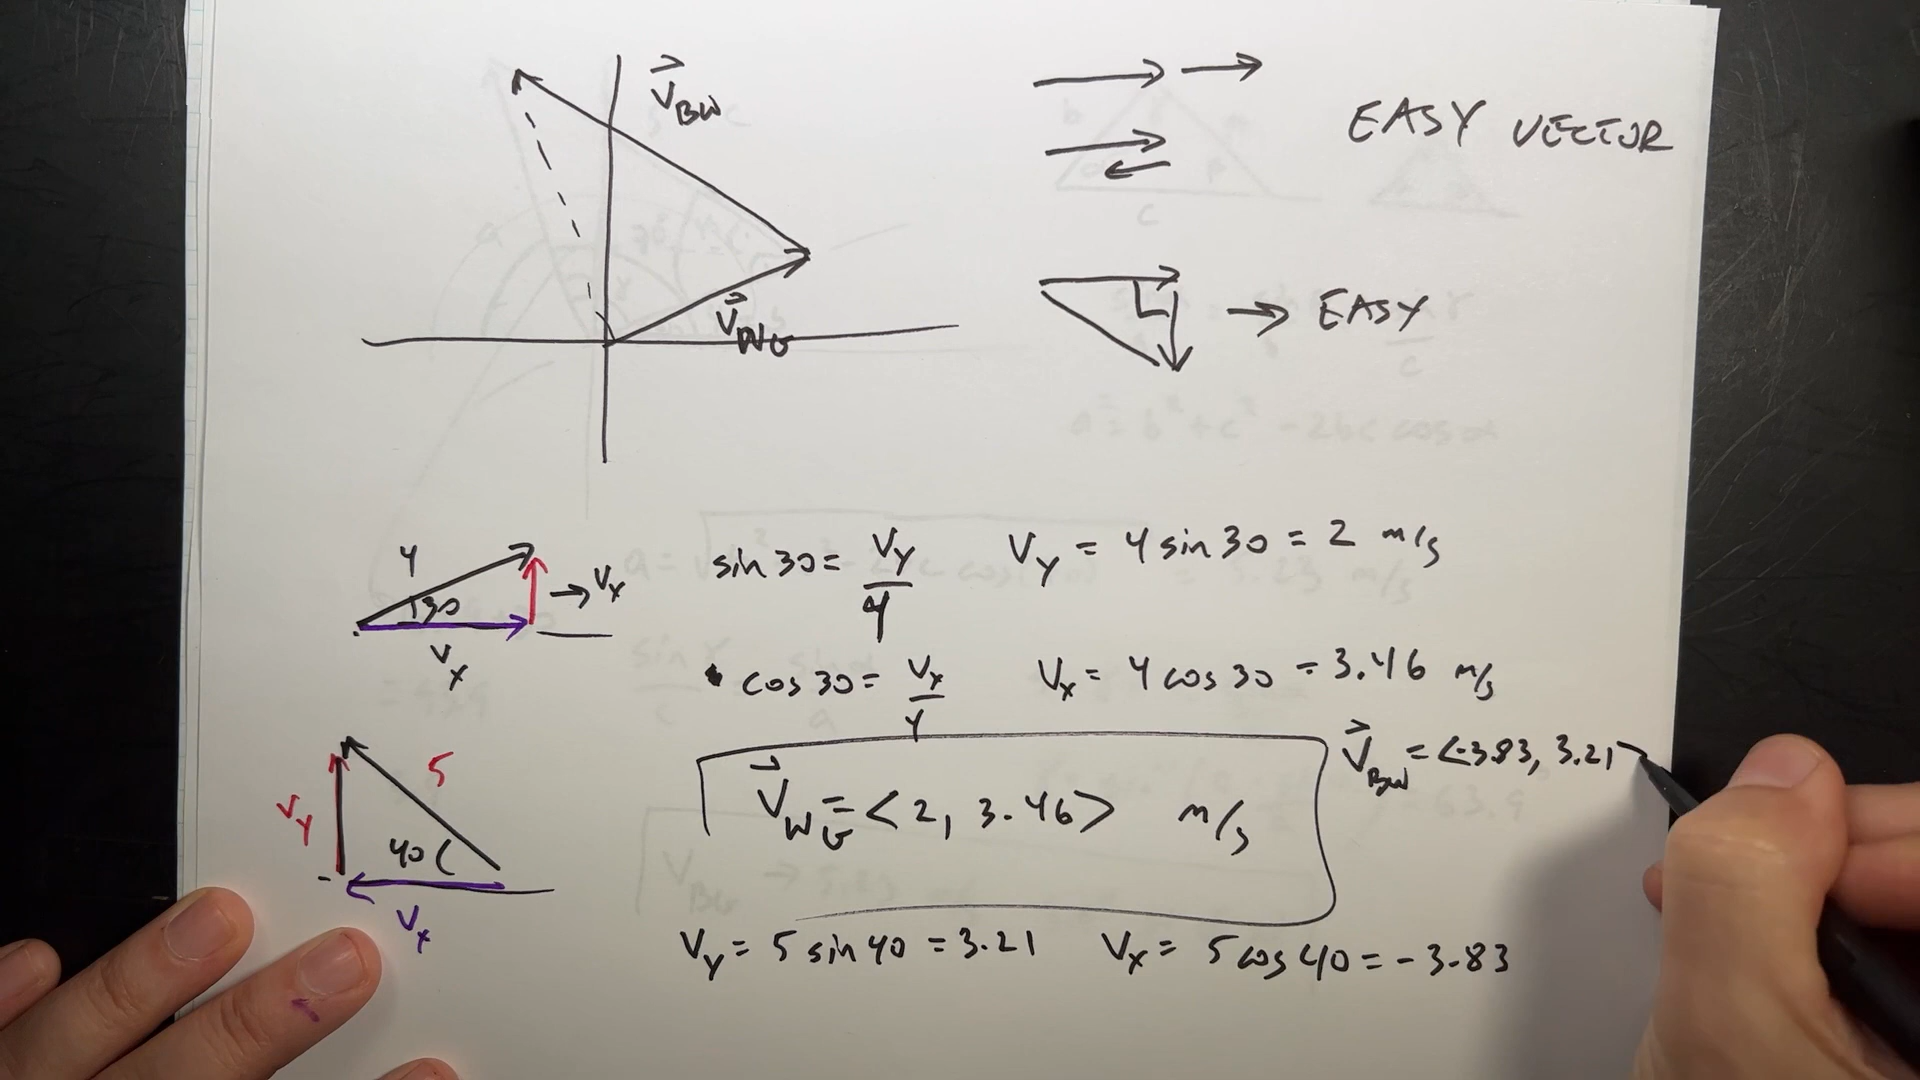 V⃗BW
EASY VECTOR
V⃗WG
→ EASY
4
30
→ Vx
Vx
sin 30 = Vy/4
Vy = 4 sin 30 = 2 m/s
cos 30 = Vx/Y
Vx = 4 cos 30 = 3.46 m/s
V⃗BW = <-3.83, 3.21>
5
Vy
40
Vx
V⃗WG = <2, 3.46> m/s
Vy = 5 sin 40 = 3.21
Vx = 5 cos 40 = -3.83